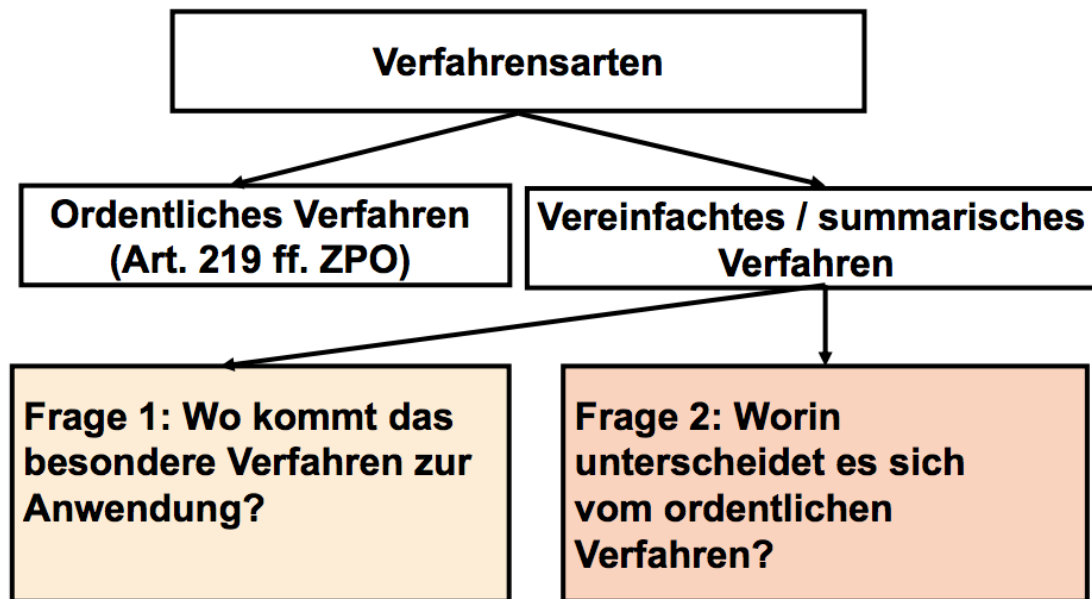 Verfahrensarten
Ordentliches Verfahren
(Art. 219 ff. ZPO)
Vereinfachtes / summarisches
Verfahren
Frage 1: Wo kommt das
besondere Verfahren zur
Anwendung?
Frage 2: Worin
unterscheidet es sich
vom ordentlichen
Verfahren?